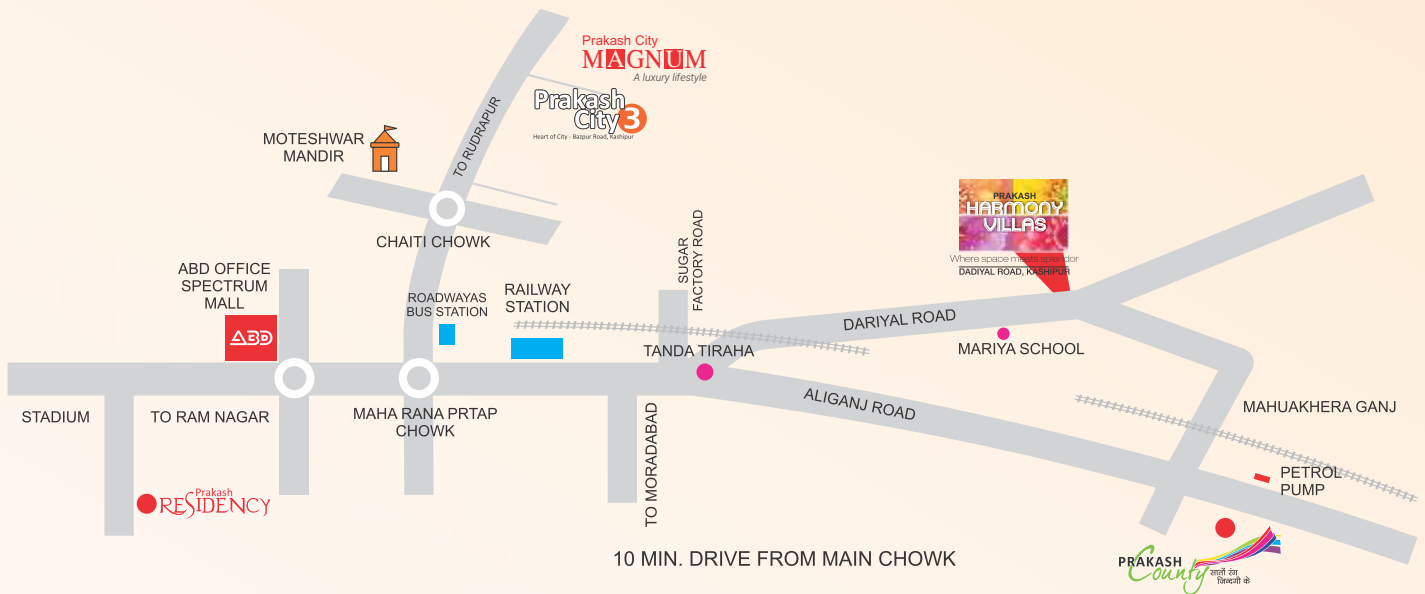 Prakash City
MAGNUM
A luxury lifestyle
Prakash
City 3
Heart of City - Bazpur Road, Kashipur
TO RUDRAPUR
MOTESHWAR
MANDIR
CHAITI CHOWK
PRAKASH
HARMONY
VILLAS
Where space meets splendor
DADIYAL ROAD, KASHIPUR
ABD OFFICE
SPECTRUM
MALL
ABD
ROADWAYAS
BUS STATION
RAILWAY
STATION
SUGAR
FACTORY ROAD
TANDA TIRAHA
DARIYAL ROAD
MARIYA SCHOOL
STADIUM
TO RAM NAGAR
MAHA RANA PRTAP
CHOWK
TO MORADABAD
ALIGANJ ROAD
MAHUAKHERA GANJ
PETROL
PUMP
Prakash
RESIDENCY
10 MIN. DRIVE FROM MAIN CHOWK
PRAKASH
County
सातों रंग
ज़िन्दगी के